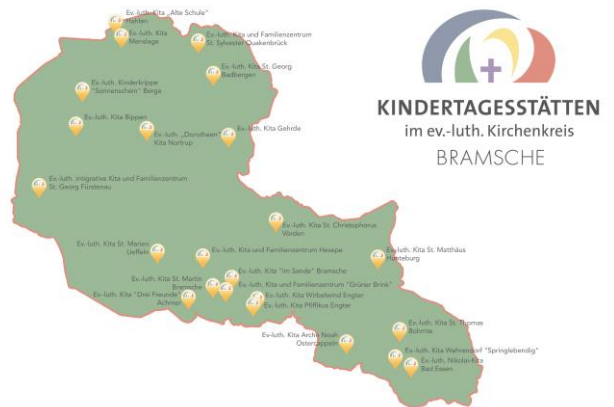 Ev.-luth. Kita „Alte Schule"
Hahlen
Ev.-luth. Kita
Menslage
Ev.-luth. Kita und Familienzentrum
St. Sylvester Quakenbrück
Ev.-luth. Kita St. Georg
Badbergen
Ev.-luth. Kinderkrippe
"Sonnenschein" Berge
Ev.-luth. Kita Bippen
Ev.-luth. „Dorotheen"
Kita Nortrup
Ev.-luth. Kita Gehrde
Ev.-luth. integrative Kita und Familienzentrum
St. Georg Fürstenau
Ev.-luth. Kita St. Christophorus
Vörden
Ev.-luth. Kita St. Marien
Ueffeln
Ev.-luth. Kita und Familienzentrum Hesepe
Ev.-luth. Kita St. Matthäus
Hunteburg
Ev.-luth. Kita St. Martin
Bramsche
Ev.-luth. Kita "Im Sande" Bramsche
Ev.-luth. Kita und Familienzentrum "Grüner Brink"
Ev.-luth. Kita "Drei Freunde"
Achmer
Ev.-luth. Kita Wirbelwind Engter
Ev.-luth. Kita Pfiffikus Engter
Ev-luth. Kita Arche Noah
Ostercappeln
Ev.-luth. Kita St. Thomas
Bohmte
Ev.-luth. Kita Wehrendorf "Springlebendig"
Ev.-luth. Nikolai-Kita
Bad Essen
KINDERTAGESSTÄTTEN
im ev.-luth. Kirchenkreis
BRAMSCHE